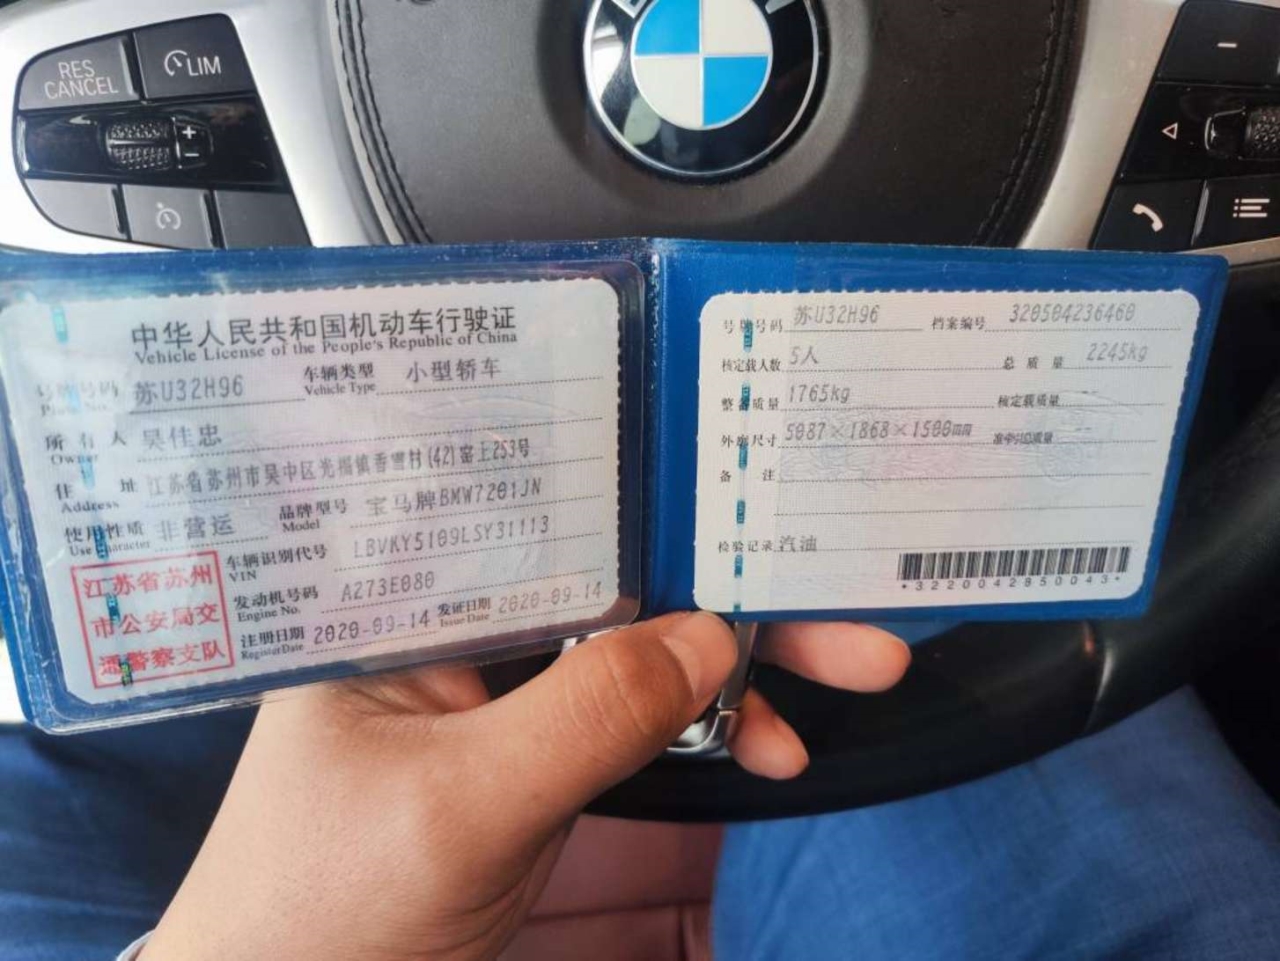 RES
CANCEL
LIM
+
-
中华人民共和国机动车行驶证
Vehicle License of the People's Republic of China
号牌号码 苏U32H96 车辆类型 小型轿车
Plate No. Vehicle Type
所有人 吴佳忠
Owner
住址 江苏省苏州市吴中区光福镇香雪村(42)窑上253号
Address
使用性质 非营运 品牌型号 宝马牌BMW7201JN
Use Character Model
车辆识别代号 LBVKY5109LSY31113
VIN
发动机号码 A273E080
Engine No.
注册日期 2020-09-14 发证日期 2020-09-14
Register Date Issue Date
江苏省苏州
市公安局交
通警察支队
号牌号码 苏U32H96 档案编号 320504236460
核定载人数 5人 总质量 2245kg
整备质量 1765kg 核定载质量 --
外廓尺寸 5087×1868×1500mm 准牵引总质量 --
备注
检验记录 汽油
*3220042850043*